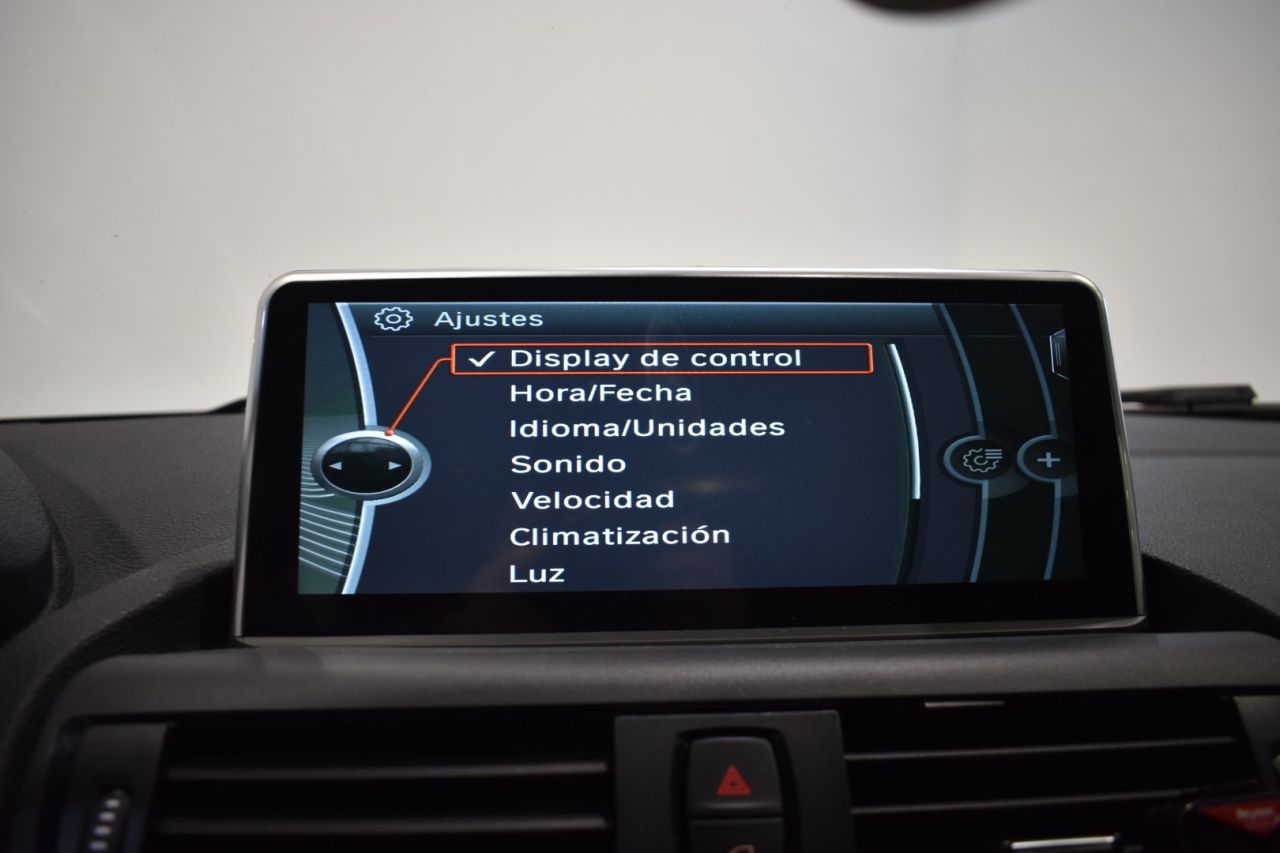 Ajustes
Display de control
Hora/Fecha
Idioma/Unidades
Sonido
Velocidad
Climatización
Luz